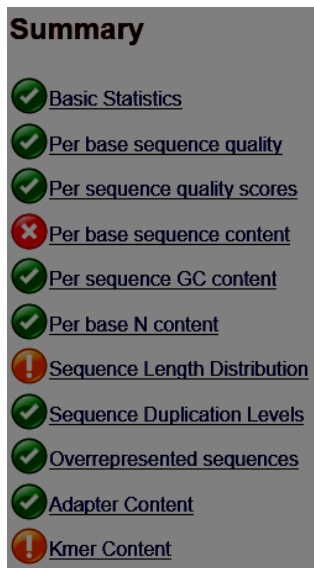 Summary
Basic Statistics
Per base sequence quality
Per sequence quality scores
Per base sequence content
Per sequence GC content
Per base N content
Sequence Length Distribution
Sequence Duplication Levels
Overrepresented sequences
Adapter Content
Kmer Content